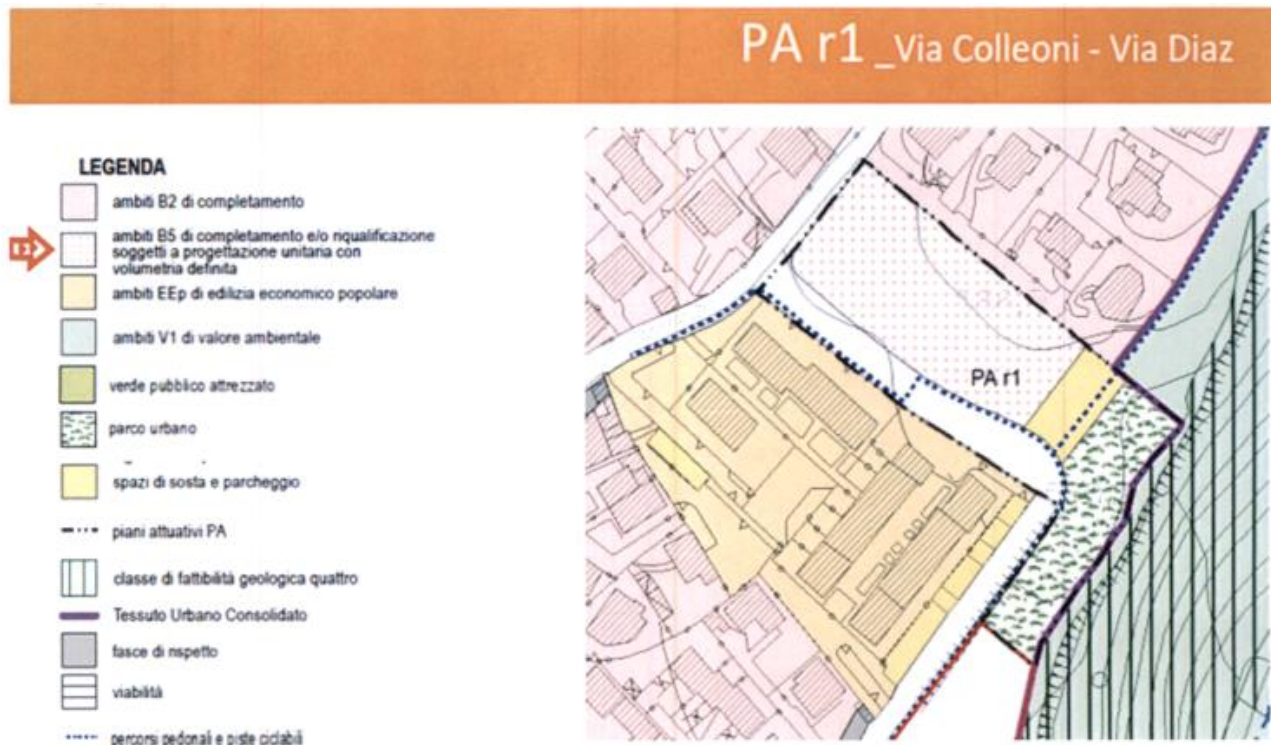 PA r1 _Via Colleoni - Via Diaz
LEGENDA
ambiti B2 di completamento
ambiti B5 di completamento e/o riqualificazione
soggetti a progettazione unitaria con
volumetria definita
ambiti EEp di edilizia economico popolare
ambiti V1 di valore ambientale
verde pubblico attrezzato
parco urbano
spazi di sosta e parcheggio
piani attuativi PA
classe di fattibilità geologica quattro
Tessuto Urbano Consolidato
fasce di rispetto
viabilità
percorsi pedonali e piste ciclabili
PA r1